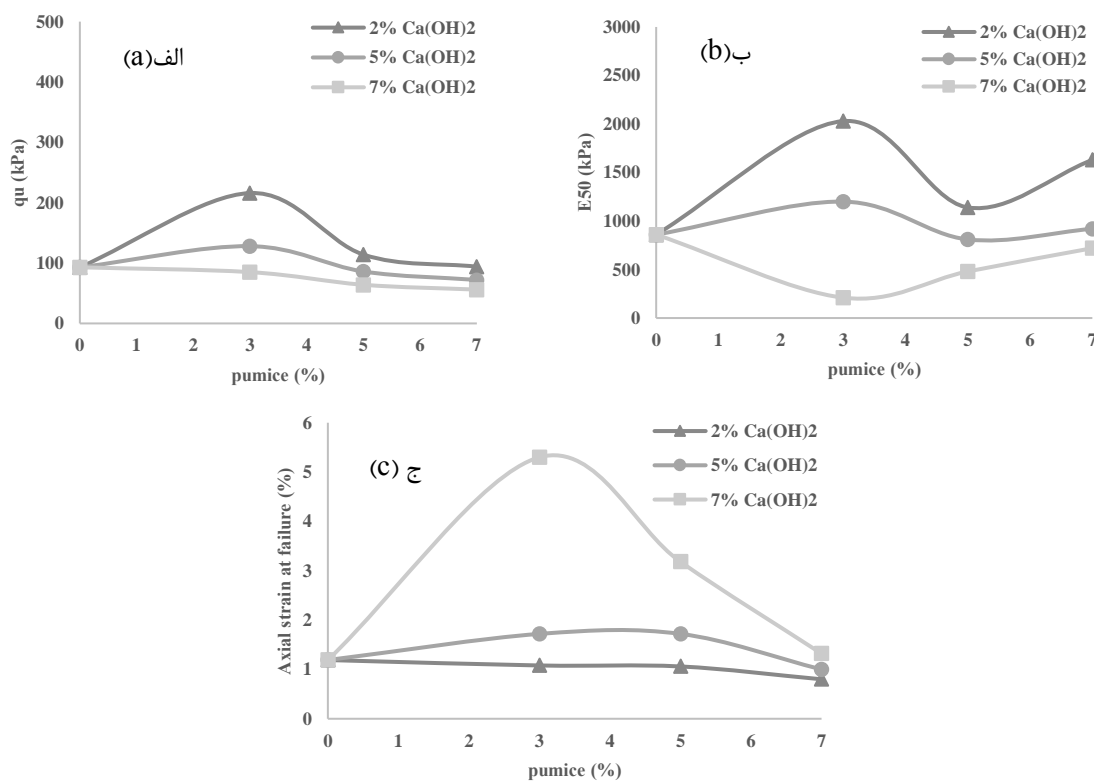 الف(a)
2% Ca(OH)2
5% Ca(OH)2
7% Ca(OH)2
500
400
300
200
100
0
qu (kPa)
0 1 2 3 4 5 6 7
pumice (%)
ب(b)
2% Ca(OH)2
5% Ca(OH)2
7% Ca(OH)2
3000
2500
2000
1500
1000
500
0
E50 (kPa)
0 1 2 3 4 5 6 7
pumice (%)
ج (c)
2% Ca(OH)2
5% Ca(OH)2
7% Ca(OH)2
6
5
4
3
2
1
0
Axial strain at failure (%)
0 1 2 3 4 5 6 7
pumice (%)